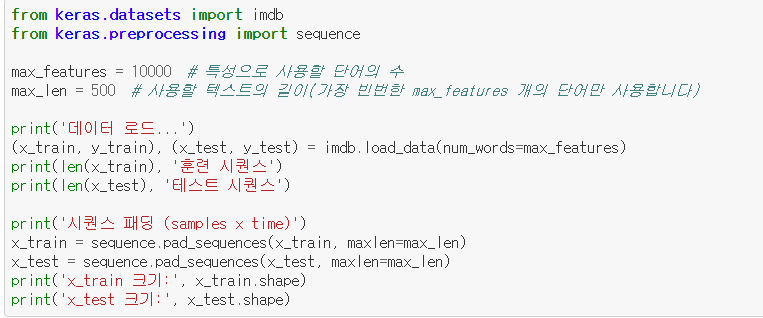 from keras.datasets import imdb
from keras.preprocessing import sequence
max_features = 10000  # 특성으로 사용할 단어의 수
max_len = 500  # 사용할 텍스트의 길이(가장 빈번한 max_features 개의 단어만 사용합니다)
print('데이터 로드...')
(x_train, y_train), (x_test, y_test) = imdb.load_data(num_words=max_features)
print(len(x_train), '훈련 시퀀스')
print(len(x_test), '테스트 시퀀스')
print('시퀀스 패딩 (samples x time)')
x_train = sequence.pad_sequences(x_train, maxlen=max_len)
x_test = sequence.pad_sequences(x_test, maxlen=max_len)
print('x_train 크기:', x_train.shape)
print('x_test 크기:', x_test.shape)